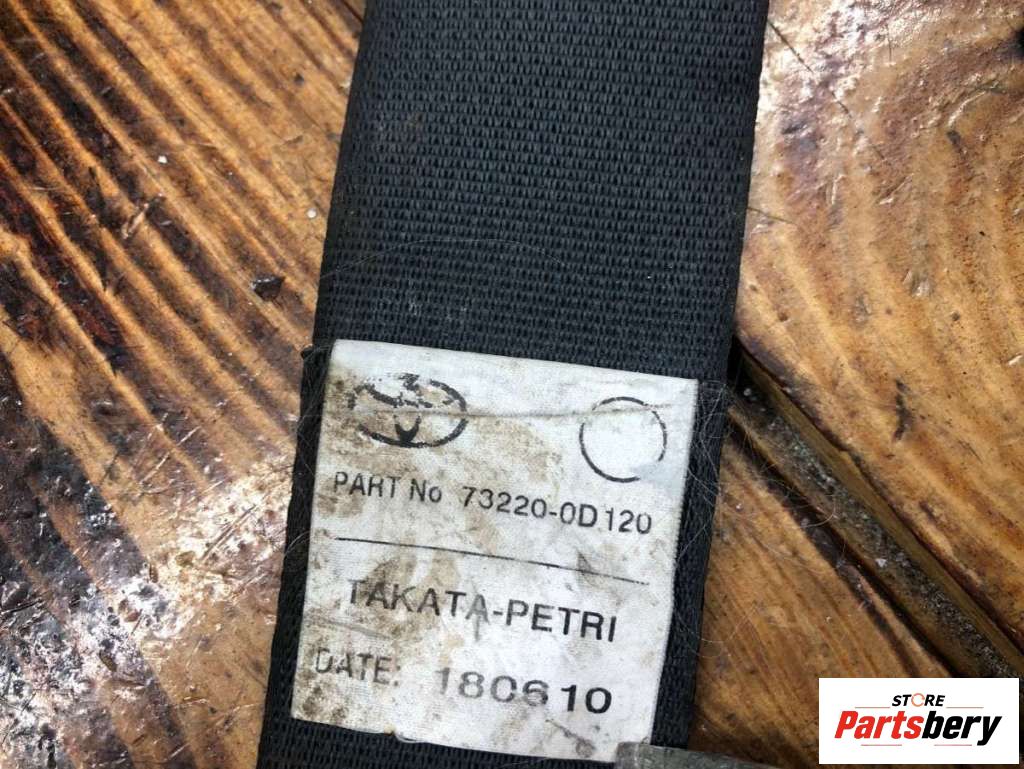 PART No 73220-0D120
TAKATA-PETRI
DATE: 180610
STORE
Partsbery